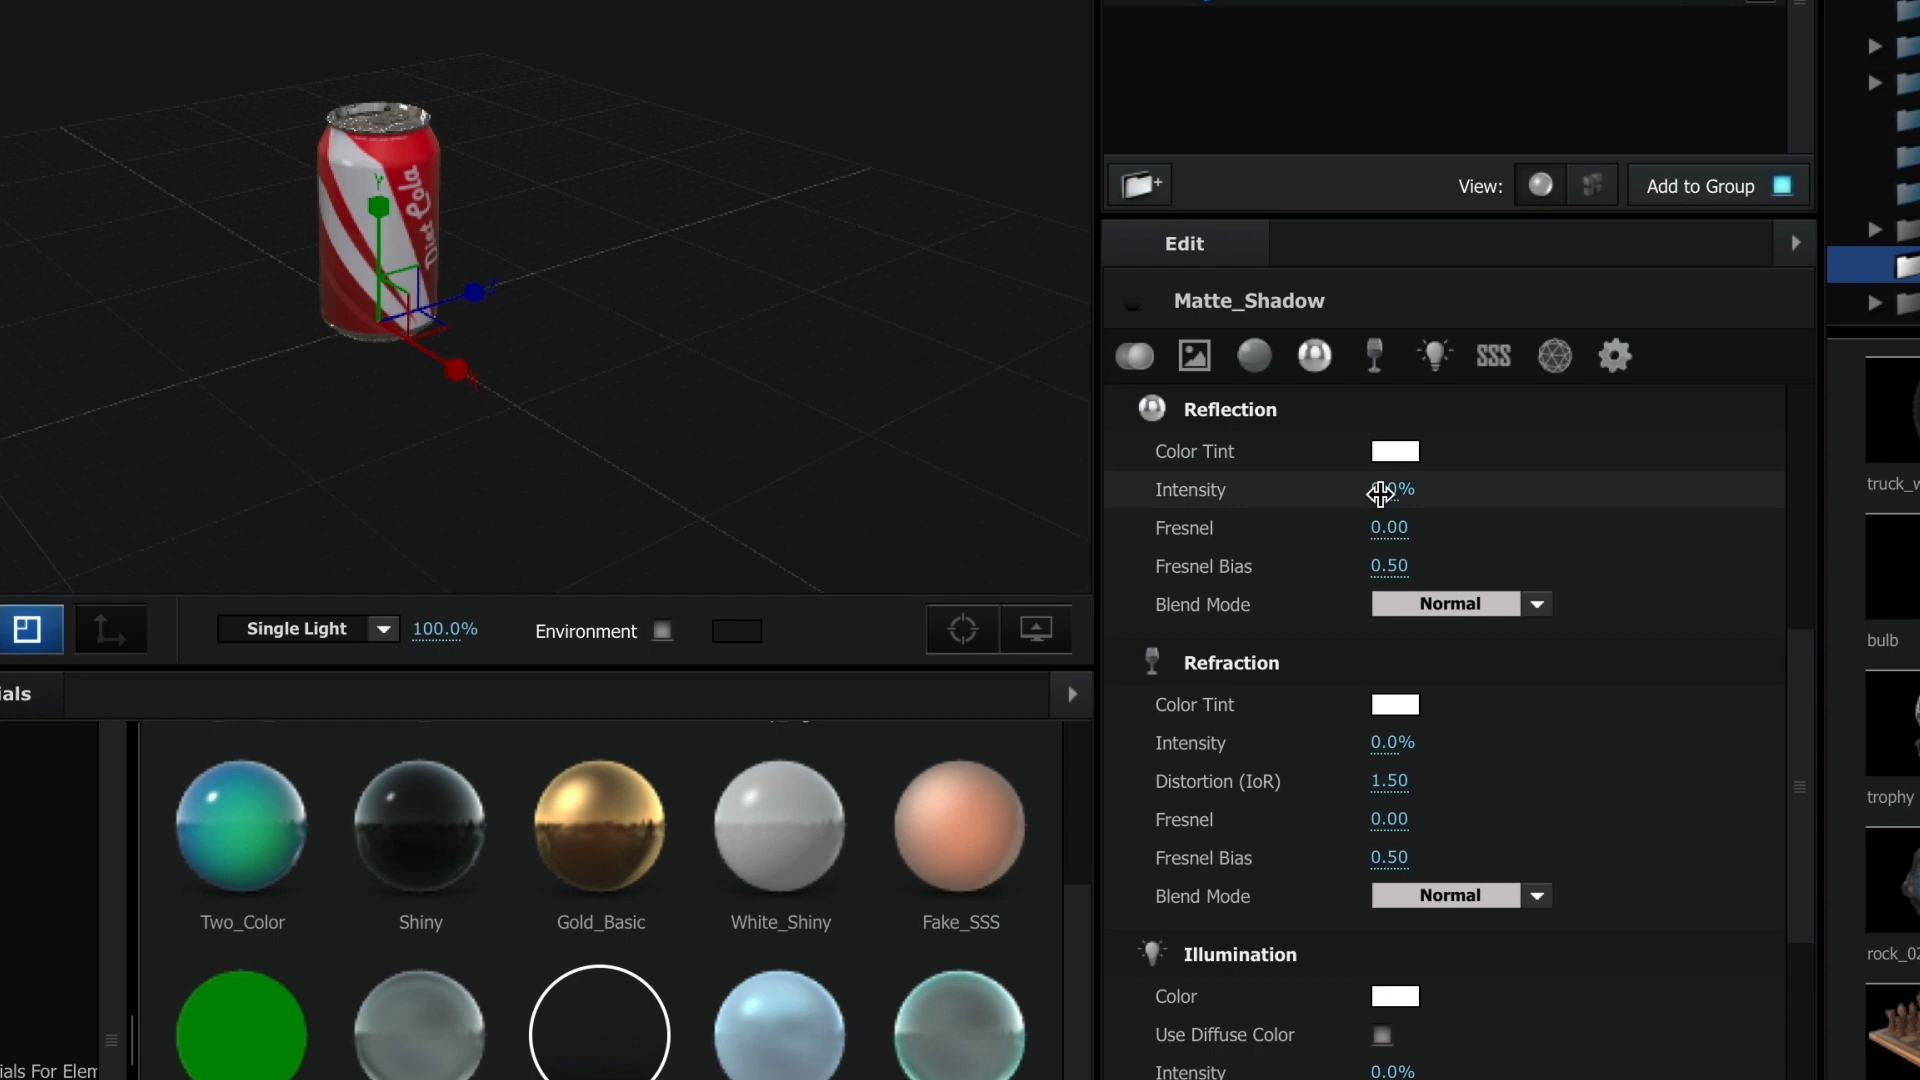 Diet Cola
Y
View:
Add to Group
Edit
Matte_Shadow
SSS
Reflection
Color Tint
Intensity
Fresnel 0.00
Fresnel Bias 0.50
Blend Mode Normal
Refraction
Color Tint
Intensity 0.0%
Distortion (IoR) 1.50
Fresnel 0.00
Fresnel Bias 0.50
Blend Mode Normal
Illumination
Color
Use Diffuse Color
Intensity 0.0%
Single Light 100.0% Environment
ials
Two_Color Shiny Gold_Basic White_Shiny Fake_SSS
ials For Elem
truck_w
bulb
trophy
rock_02